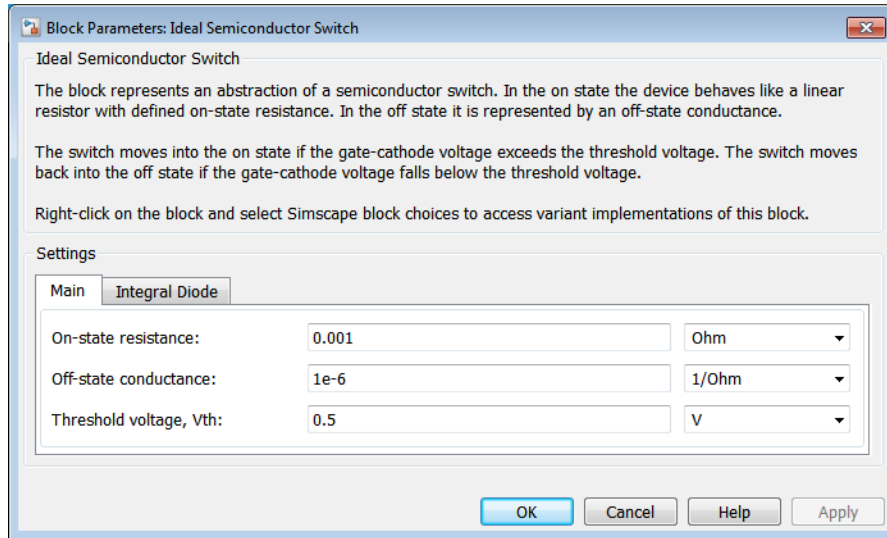 Block Parameters: Ideal Semiconductor Switch
Ideal Semiconductor Switch
The block represents an abstraction of a semiconductor switch. In the on state the device behaves like a linear
resistor with defined on-state resistance. In the off state it is represented by an off-state conductance.
The switch moves into the on state if the gate-cathode voltage exceeds the threshold voltage. The switch moves
back into the off state if the gate-cathode voltage falls below the threshold voltage.
Right-click on the block and select Simscape block choices to access variant implementations of this block.
Settings
Main Integral Diode
On-state resistance: 0.001 Ohm
Off-state conductance: 1e-6 1/Ohm
Threshold voltage, Vth: 0.5 V
OK Cancel Help Apply